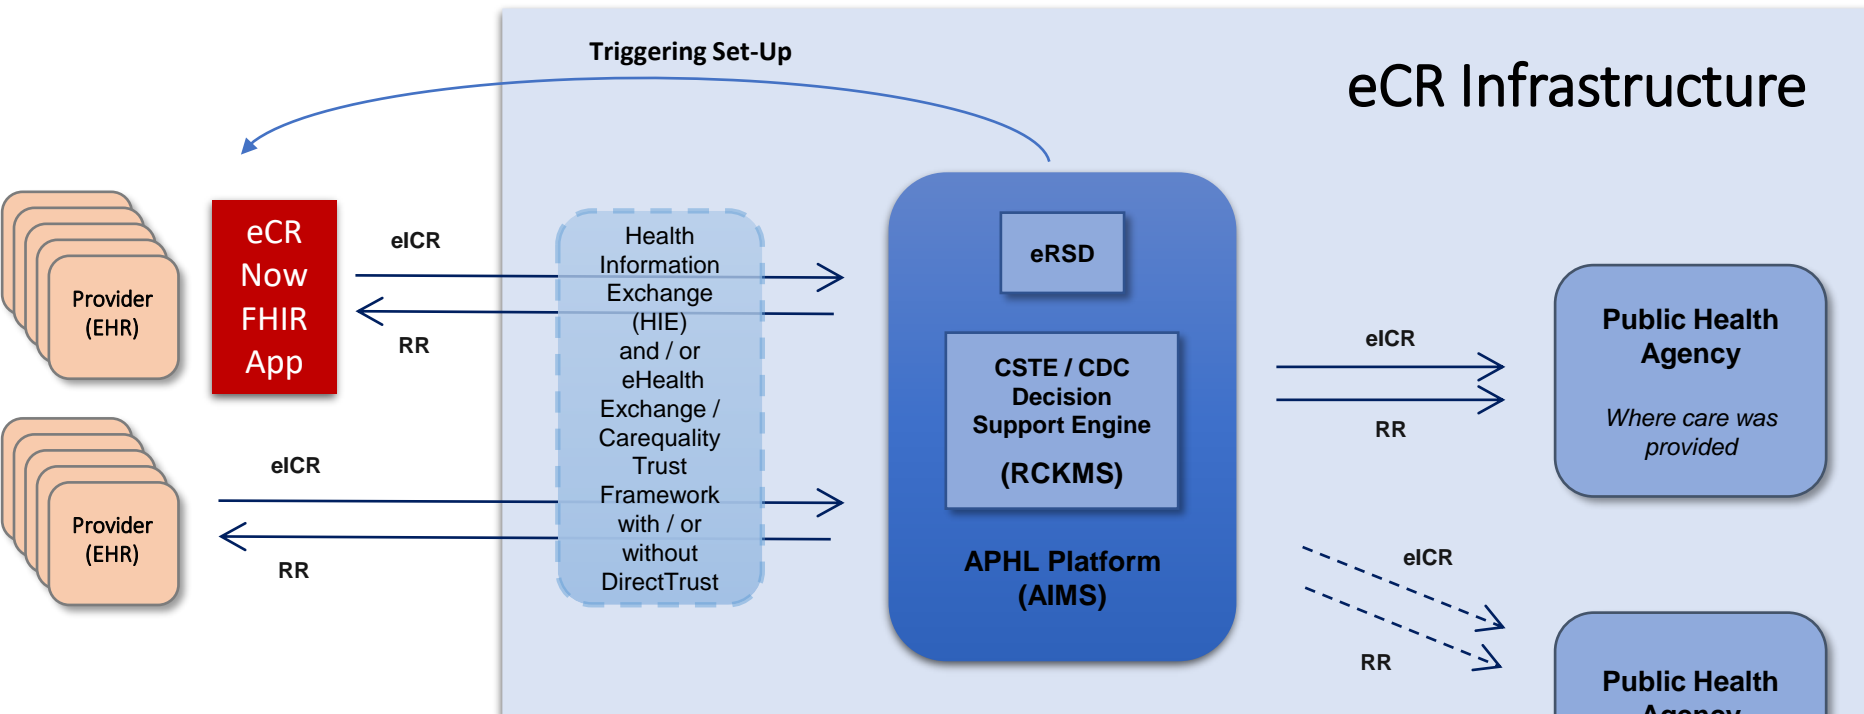 Triggering Set-Up
eCR Infrastructure
Provider
(EHR)
eCR
Now
FHIR
App
eICR
RR
Health
Information
Exchange
(HIE)
and / or
eHealth
Exchange /
Carequality
Trust
Framework
with / or
without
DirectTrust
eRSD
CSTE / CDC
Decision
Support Engine
(RCKMS)
APHL Platform
(AIMS)
eICR
RR
Public Health
Agency
Where care was
provided
Provider
(EHR)
eICR
RR
eICR
RR
Public Health
Agency